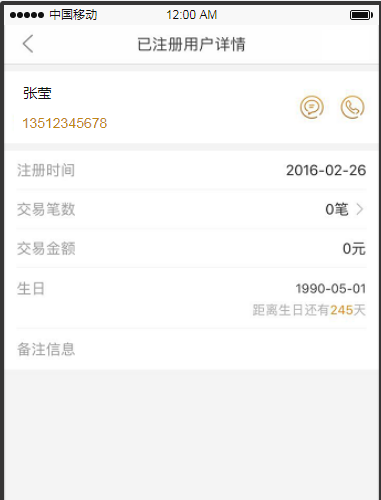 中国移动 12:00 AM
已注册用户详情
张莹
13512345678
注册时间 2016-02-26
交易笔数 0笔
交易金额 0元
生日 1990-05-01
距离生日还有245天
备注信息